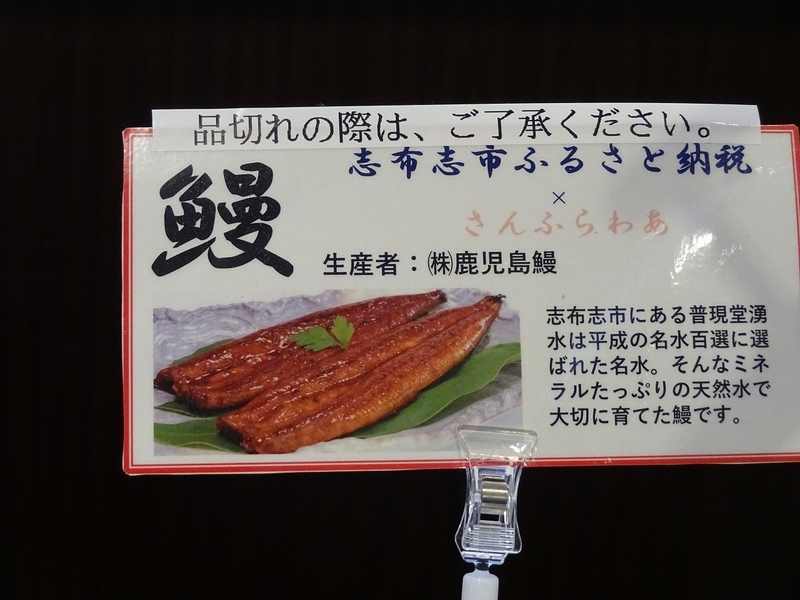 品切れの際は、ご了承ください。
志布志市ふるさと納税
×
さんふらわあ
鰻
生産者：㈱鹿児島鰻
志布志市にある普現堂湧
水は平成の名水百選に選
ばれた名水。そんなミネ
ラルたっぷりの天然水で
大切に育てた鰻です。